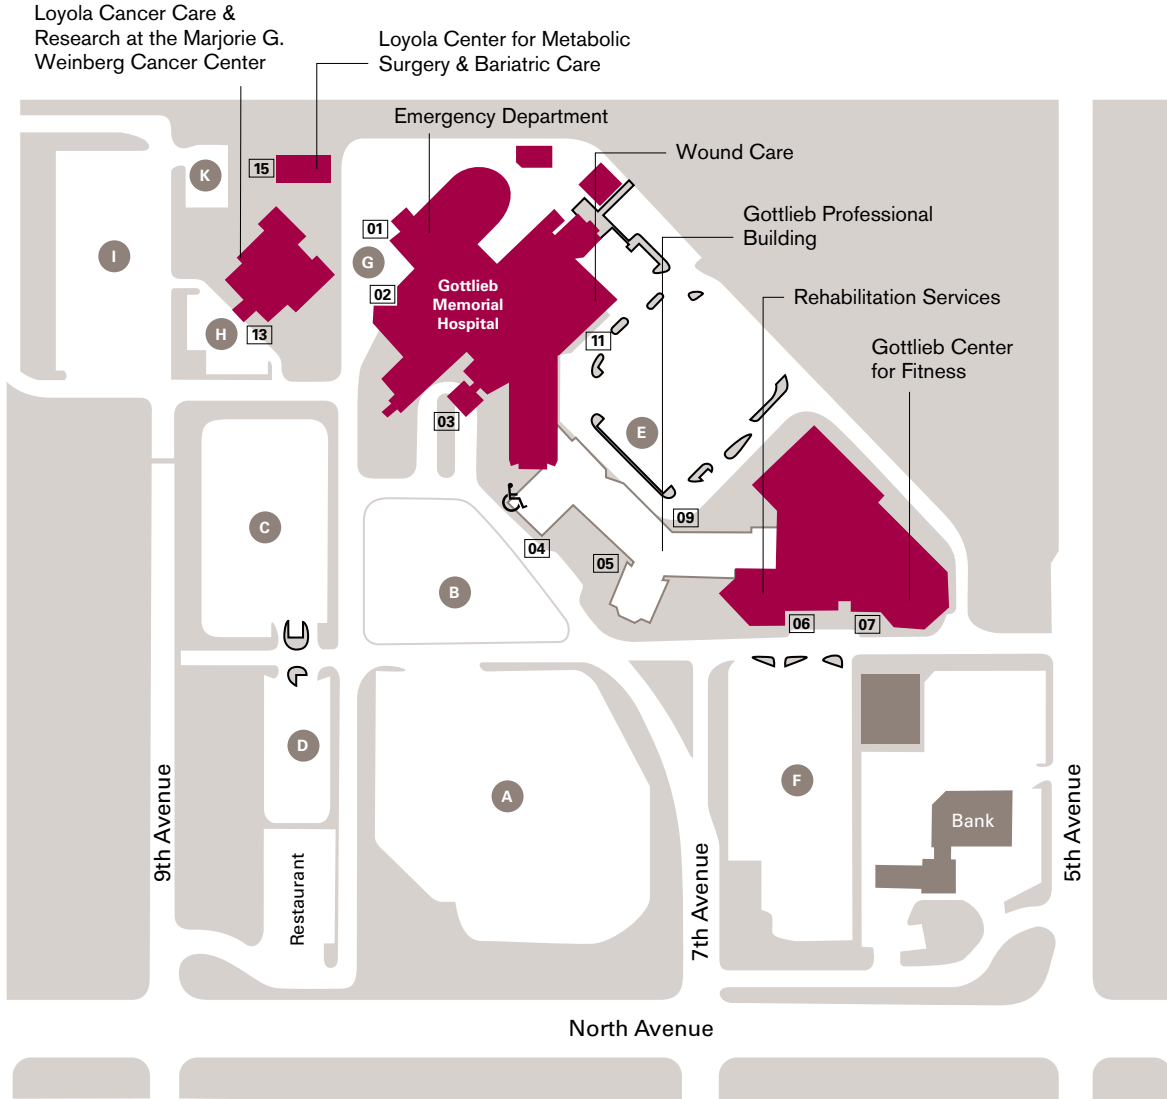 Loyola Cancer Care &
Research at the Marjorie G.
Weinberg Cancer Center
Loyola Center for Metabolic
Surgery & Bariatric Care
Emergency Department
Wound Care
Gottlieb Professional
Building
Rehabilitation Services
Gottlieb Center
for Fitness
15
K
01
I
G
02
Gottlieb
Memorial
Hospital
H
13
11
03
E
C
09
04
05
B
06
07
D
A
F
Bank
9th Avenue
Restaurant
7th Avenue
5th Avenue
North Avenue